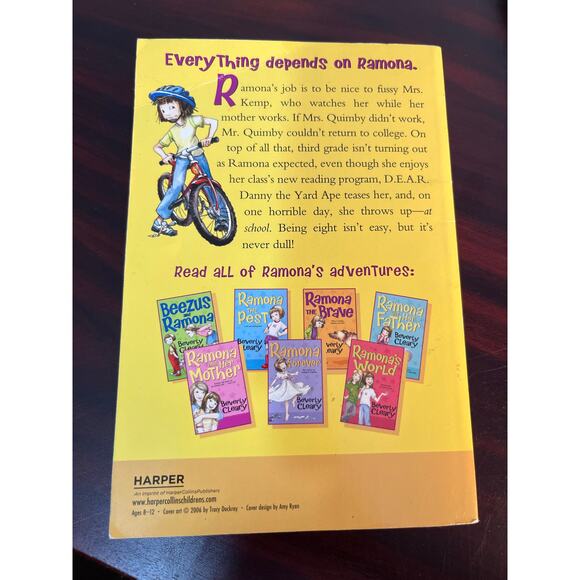 Everything depends on Ramona.
Ramona's job is to be nice to fussy Mrs.
Kemp, who watches her while her
mother works. If Mrs. Quimby didn't work,
Mr. Quimby couldn't return to college. On
top of all that, third grade isn't turning out
as Ramona expected, even though she enjoys
her class's new reading program, D.E.A.R.
Danny the Yard Ape teases her, and, on
one horrible day, she throws up—at
school. Being eight isn't easy, but it's
never dull!
Read all of Ramona's adventures:
Beezus
and
Ramona
Beverly
Cleary
Ramona
the
Pest
Beverly
Cleary
Ramona
the
Brave
Beverly
Cleary
Ramona
and Her
Father
Beverly
Cleary
Ramona
and Her
Mother
Beverly
Cleary
Ramona
Forever
Beverly
Cleary
Ramona's
World
Beverly
Cleary
HARPER
An Imprint of HarperCollinsPublishers
www.harpercollinschildrens.com
Ages 8–12 • Cover art © 2006 by Tracy Dockray • Cover design by Amy Ryan